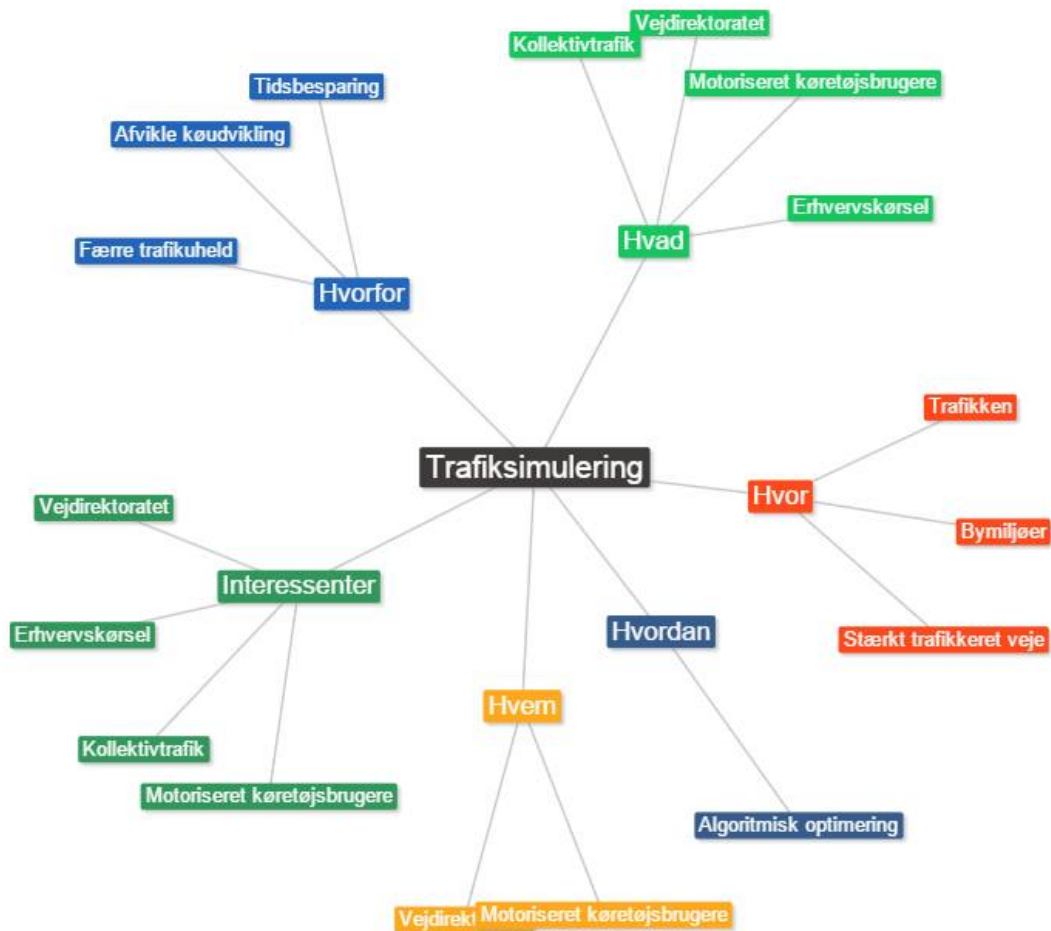 Vejdirektoratet
Kollektivtrafik
Motoriseret køretøjsbrugere
Tidsbesparing
Afvikle køudvikling
Erhvervskørsel
Hvad
Færre trafikuheld
Hvorfor
Trafikken
Trafiksimulering
Hvor
Vejdirektoratet
Bymiljøer
Interessenter
Erhvervskørsel
Hvordan
Stærkt trafikkeret veje
Hvem
Kollektivtrafik
Motoriseret køretøjsbrugere
Algoritmisk optimering
Motoriseret køretøjsbrugere